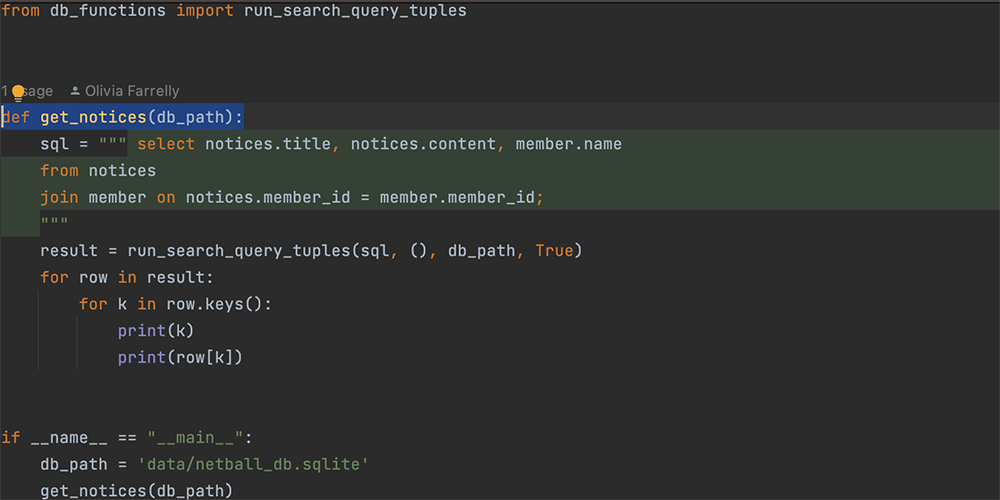 from db_functions import run_search_query_tuples
1 usage Olivia Farrelly
def get_notices(db_path):
sql = """ select notices.title, notices.content, member.name
from notices
join member on notices.member_id = member.member_id;
"""
result = run_search_query_tuples(sql, (), db_path, True)
for row in result:
for k in row.keys():
print(k)
print(row[k])
if __name__ == "__main__":
db_path = 'data/netball_db.sqlite'
get_notices(db_path)